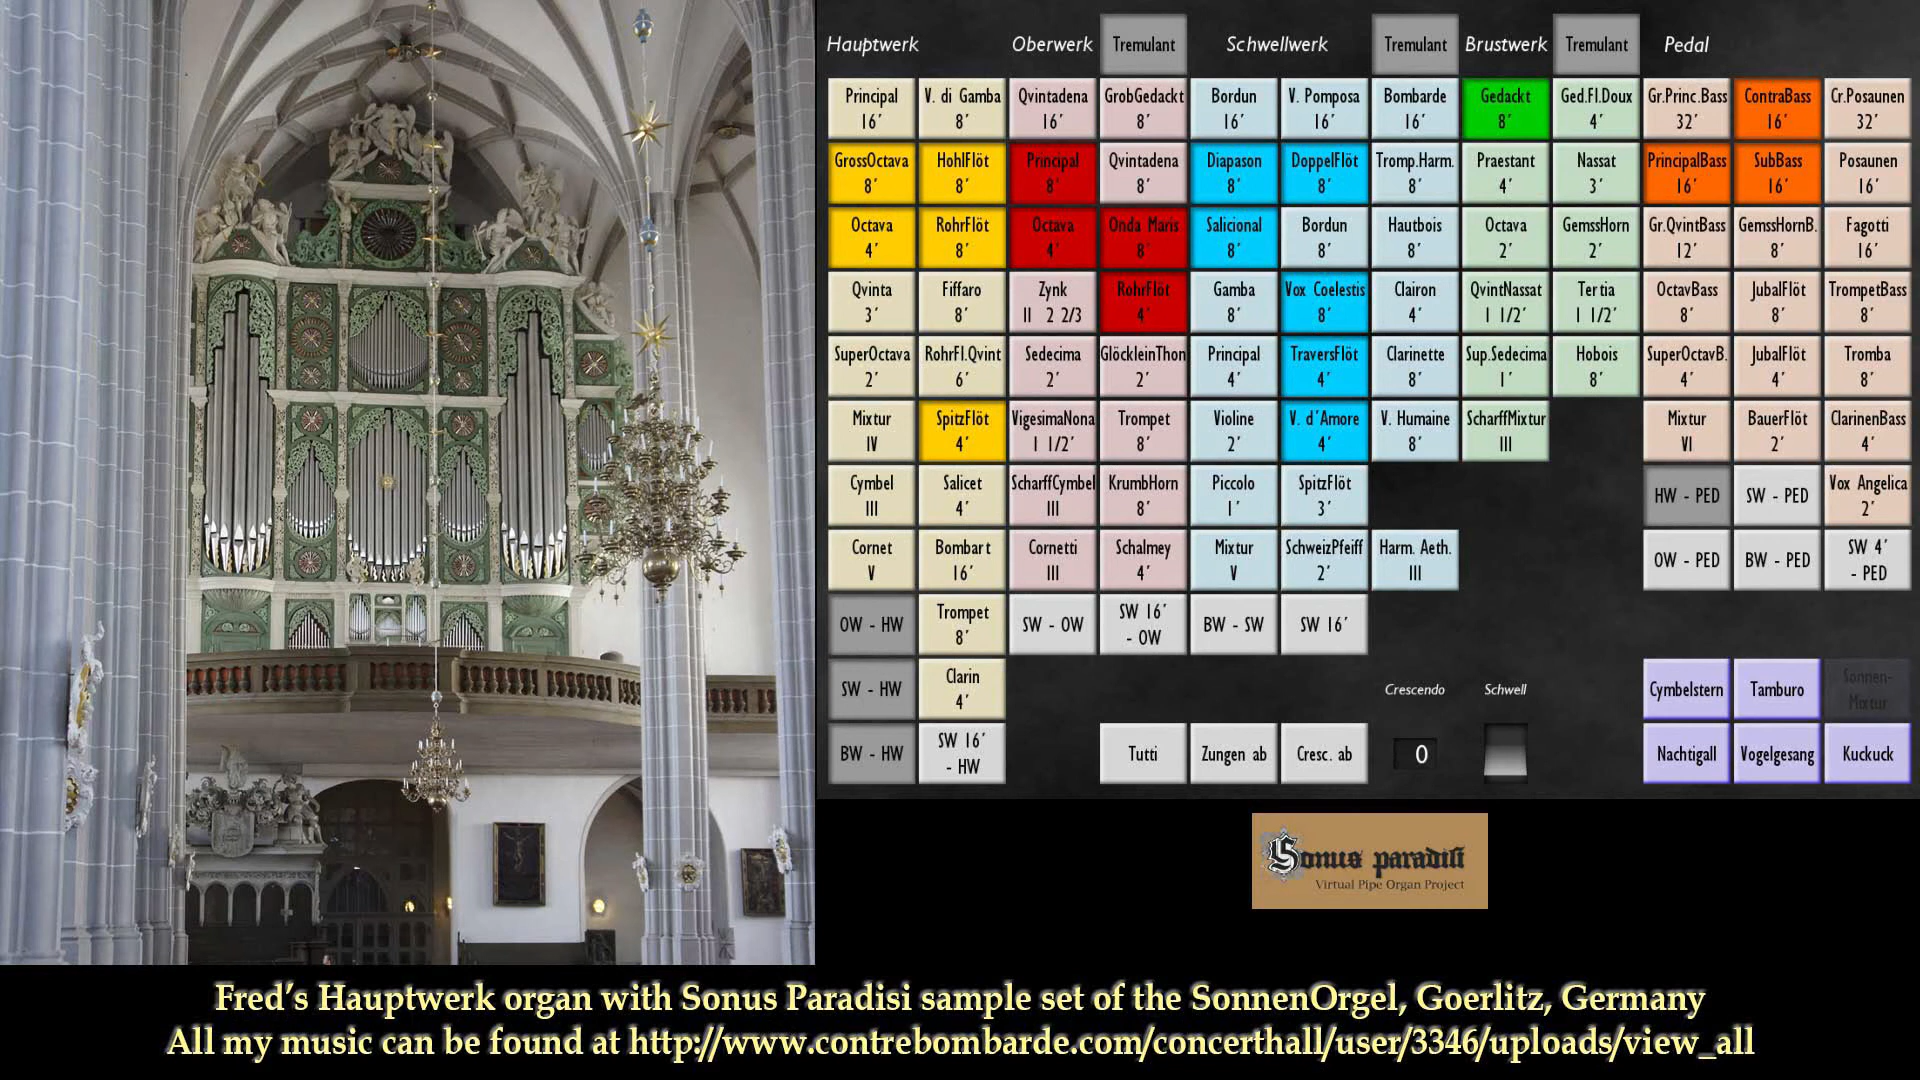 Hauptwerk
Oberwerk
Tremulant
Schwellwerk
Tremulant
Brustwerk
Tremulant
Pedal
Principal
16´
V. di Gamba
8´
Qvintadena
16´
GrobGedackt
8´
Bordun
16´
V. Pomposa
16´
Bombarde
16´
Gedackt
8´
Ged.Fl.Doux
4´
Gr.Princ.Bass
32´
ContraBass
16´
Cr.Posaunen
32´
GrossOctava
8´
HohlFlöt
8´
Principal
8´
Qvintadena
8´
Diapason
8´
DoppelFlöt
8´
Tromp.Harm.
8´
Praestant
4´
Nassat
3´
PrincipalBass
16´
SubBass
16´
Posaunen
16´
Octava
4´
RohrFlöt
8´
Octava
4´
Onda Maris
8´
Salicional
8´
Bordun
8´
Hautbois
8´
Octava
2´
GemssHorn
2´
Gr.QvintBass
12´
GemssHornB.
8´
Fagotti
16´
Qvinta
3´
Fiffaro
8´
Zynk
II 2 2/3
RohrFlöt
4´
Gamba
8´
Vox Coelestis
8´
Clairon
4´
QvintNassat
1 1/2´
Tertia
1 1/2´
OctavBass
8´
JubalFlöt
8´
TrompetBass
8´
SuperOctava
2´
RohrFl.Qvint
6´
Sedecima
2´
GlöckleinThon
2´
Principal
4´
TraversFlöt
4´
Clarinette
8´
Sup.Sedecima
1´
Hobois
8´
SuperOctavB.
4´
JubalFlöt
4´
Tromba
8´
Mixtur
IV
SpitzFlöt
4´
VigesimaNona
1 1/2´
Trompet
8´
Violine
2´
V. d´Amore
4´
V. Humaine
8´
ScharffMixtur
III
Mixtur
VI
BauerFlöt
2´
ClarinenBass
4´
Cymbel
III
Salicet
4´
ScharffCymbel
III
KrumbHorn
8´
Piccolo
1´
SpitzFlöt
3´
HW - PED
SW - PED
Vox Angelica
2´
Cornet
V
Bombart
16´
Cornetti
III
Schalmey
4´
Mixtur
V
SchweizPfeiff
2´
Harm. Aeth.
III
OW - PED
BW - PED
SW 4´
- PED
OW - HW
Trompet
8´
SW - OW
SW 16´
- OW
BW - SW
SW 16´
SW - HW
Clarin
4´
Crescendo
Schwell
Cymbelstern
Tamburo
Sonnen-
Mixtur
BW - HW
SW 16´
- HW
Tutti
Zungen ab
Cresc. ab
0
Nachtigall
Vogelgesang
Kuckuck
Sonus paradisi
Virtual Pipe Organ Project
Fred's Hauptwerk organ with Sonus Paradisi sample set of the SonnenOrgel, Goerlitz, Germany
All my music can be found at http://www.contrebombarde.com/concerthall/user/3346/uploads/view_all